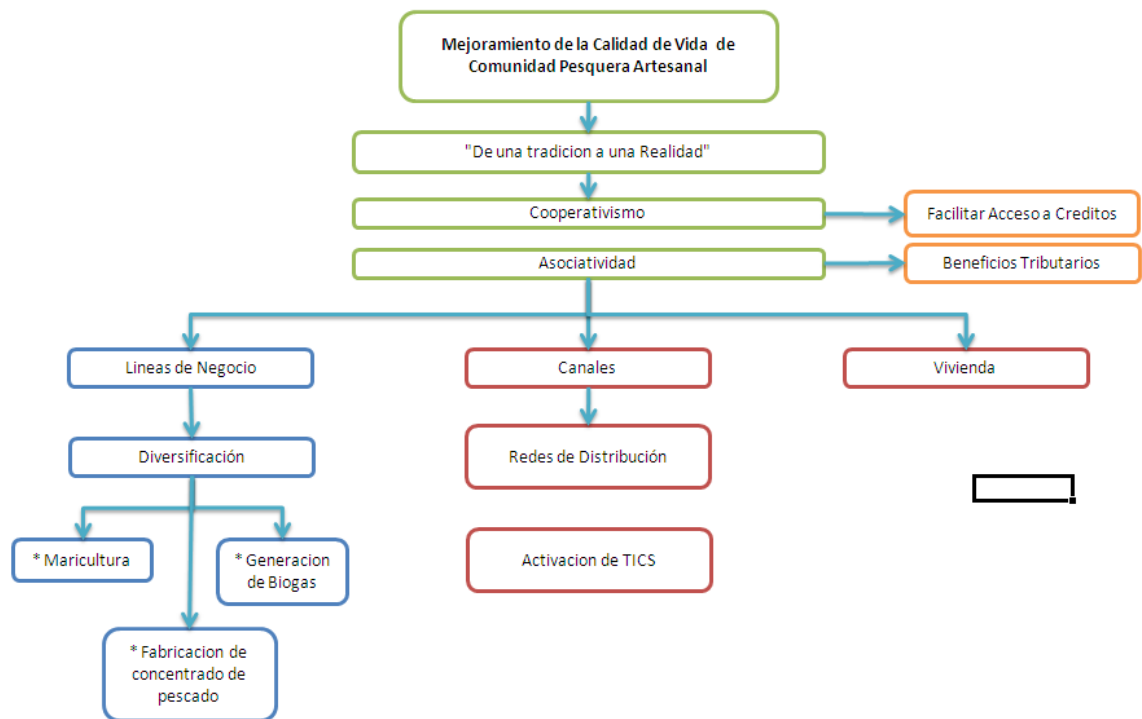 Mejoramiento de la Calidad de Vida de
Comunidad Pesquera Artesanal
"De una tradicion a una Realidad"
Cooperativismo
Facilitar Acceso a Creditos
Asociatividad
Beneficios Tributarios
Lineas de Negocio
Canales
Vivienda
Diversificación
Redes de Distribución
* Maricultura
* Generacion
de Biogas
Activacion de TICS
* Fabricacion de
concentrado de
pescado